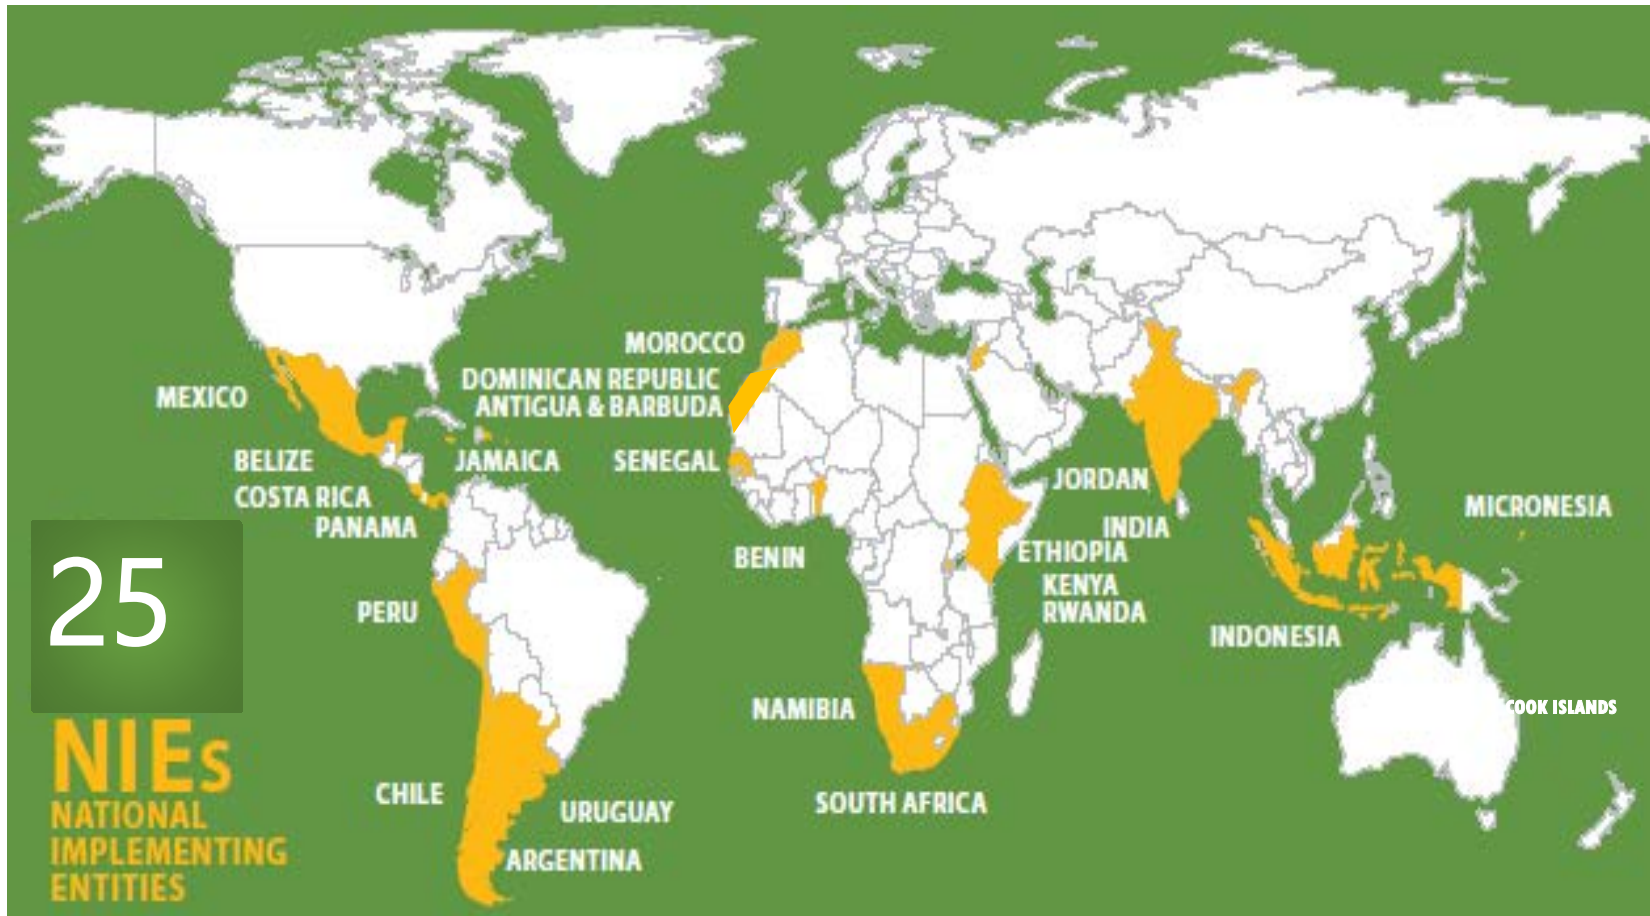 MOROCCO
DOMINICAN REPUBLIC
ANTIGUA & BARBUDA
MEXICO
BELIZE
JAMAICA
SENEGAL
COSTA RICA
PANAMA
JORDAN
INDIA
MICRONESIA
BENIN
ETHIOPIA
KENYA
RWANDA
PERU
INDONESIA
NAMIBIA
COOK ISLANDS
CHILE
URUGUAY
SOUTH AFRICA
ARGENTINA
25
NIEs
NATIONAL
IMPLEMENTING
ENTITIES